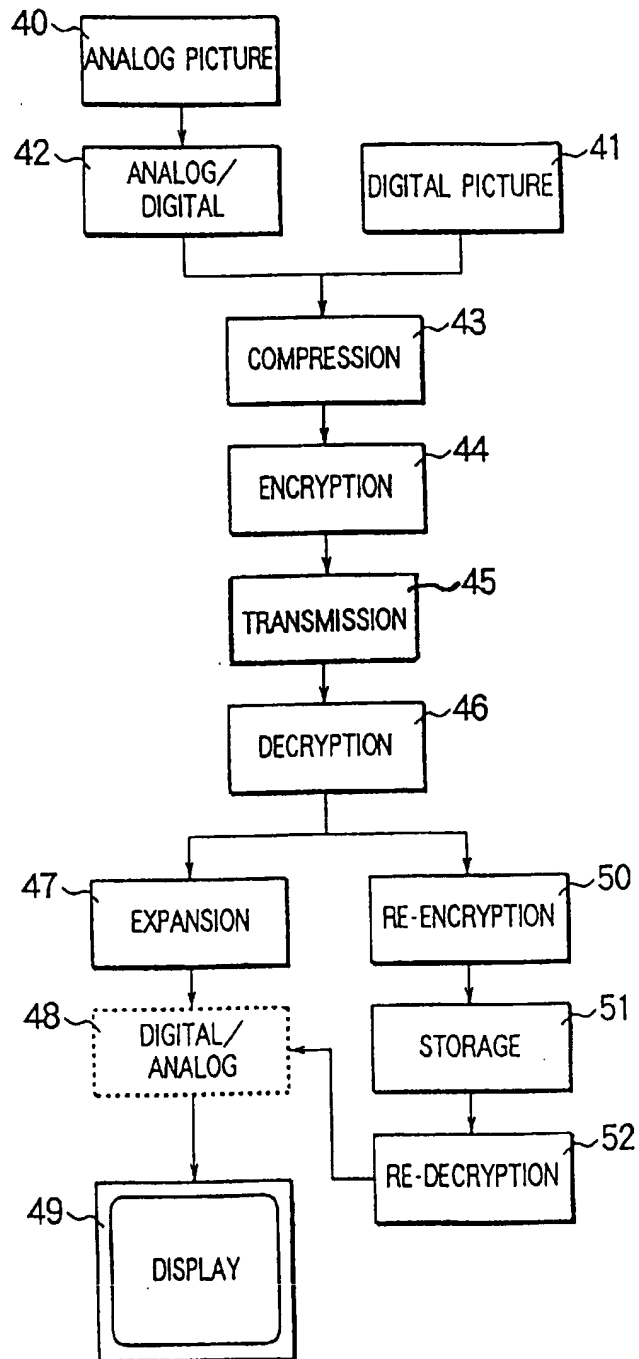 40
ANALOG PICTURE
42
ANALOG/
DIGITAL
41
DIGITAL PICTURE
43
COMPRESSION
44
ENCRYPTION
45
TRANSMISSION
46
DECRYPTION
47
EXPANSION
50
RE-ENCRYPTION
48
DIGITAL/
ANALOG
51
STORAGE
52
RE-DECRYPTION
49
DISPLAY